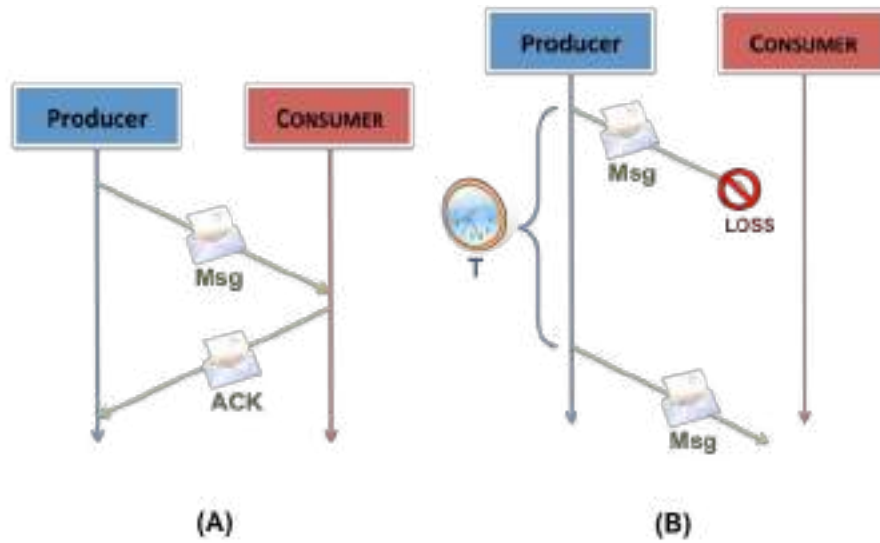 Producer
CONSUMER
Msg
ACK
(A)
Producer
CONSUMER
Msg
LOSS
T
Msg
(B)